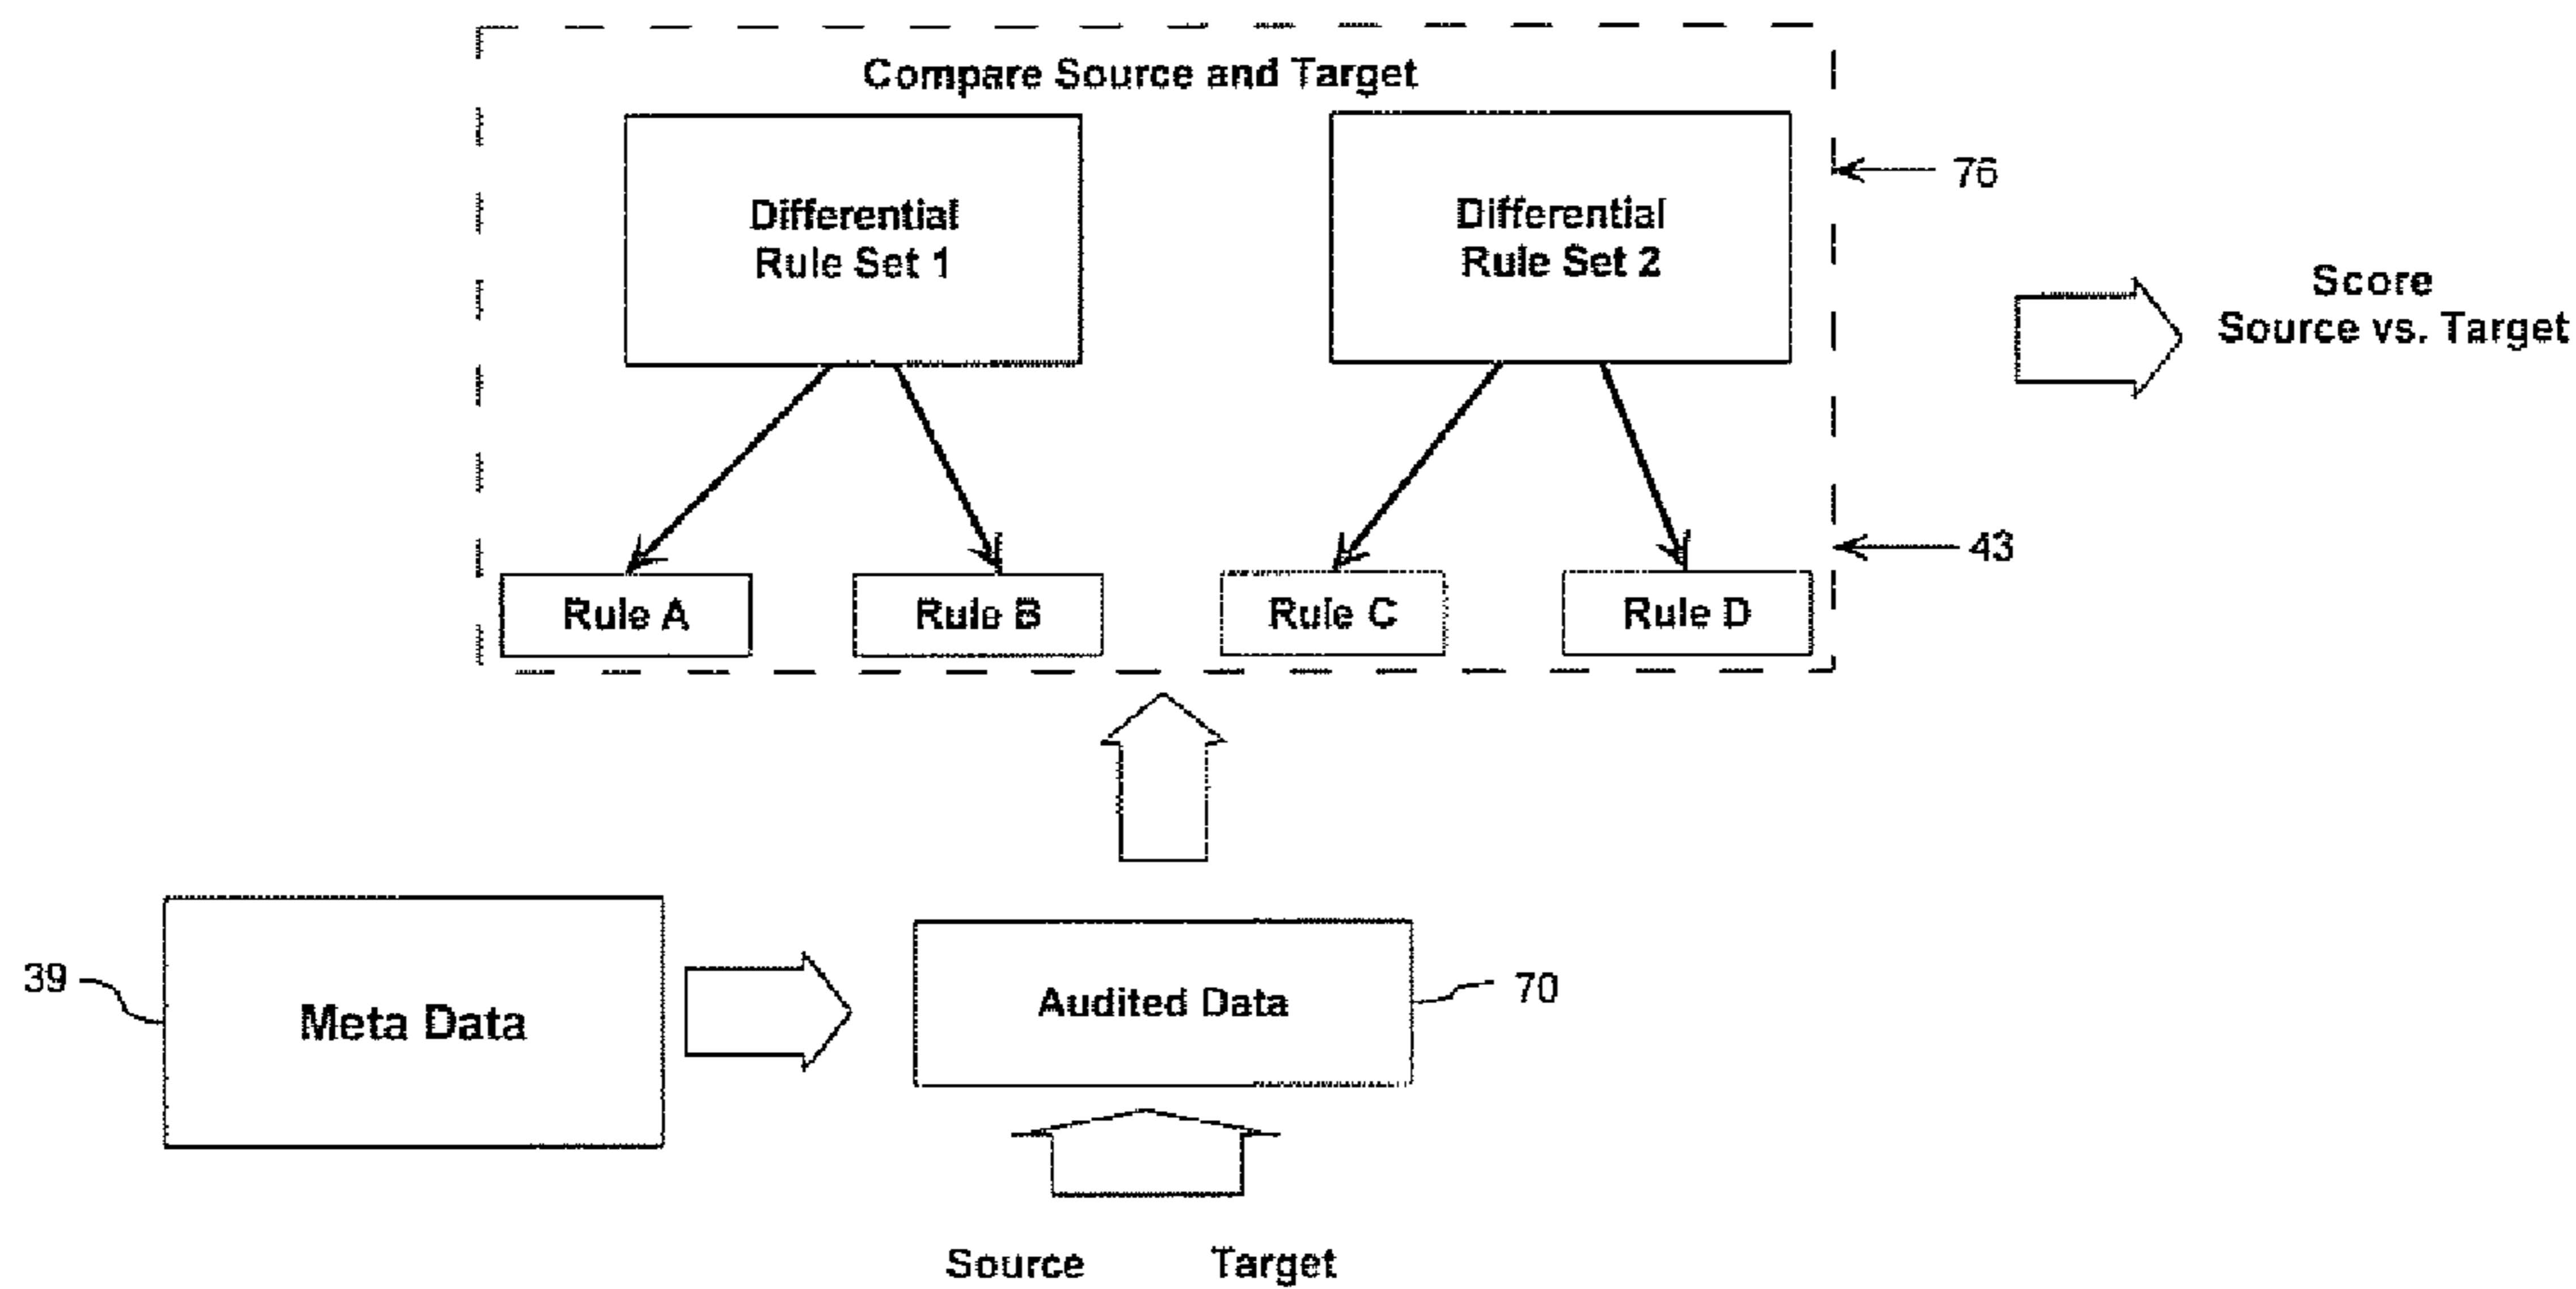 Compare Source and Target
Differential
Rule Set 1
Differential
Rule Set 2
76
Score
Source vs. Target
43
Rule A
Rule B
Rule C
Rule D
39
Meta Data
Audited Data
70
Source
Target